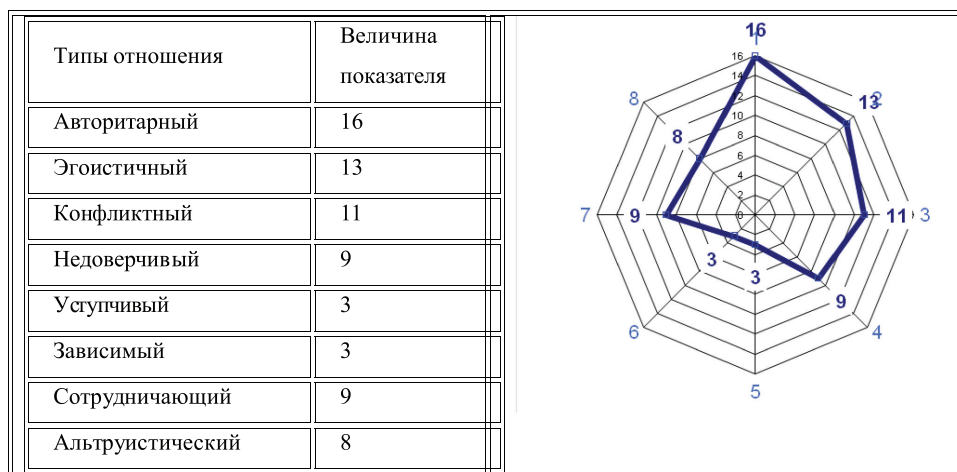 Типы отношения
Величина
показателя
Авторитарный 16
Эгоистичный 13
Конфликтный 11
Недоверчивый 9
Уступчивый 3
Зависимый 3
Сотрудничающий 9
Альтруистический 8
16
1
16
14
12
10
8
6
4
2
0
13
2
11
3
9
4
3
5
3
6
9
7
8
8